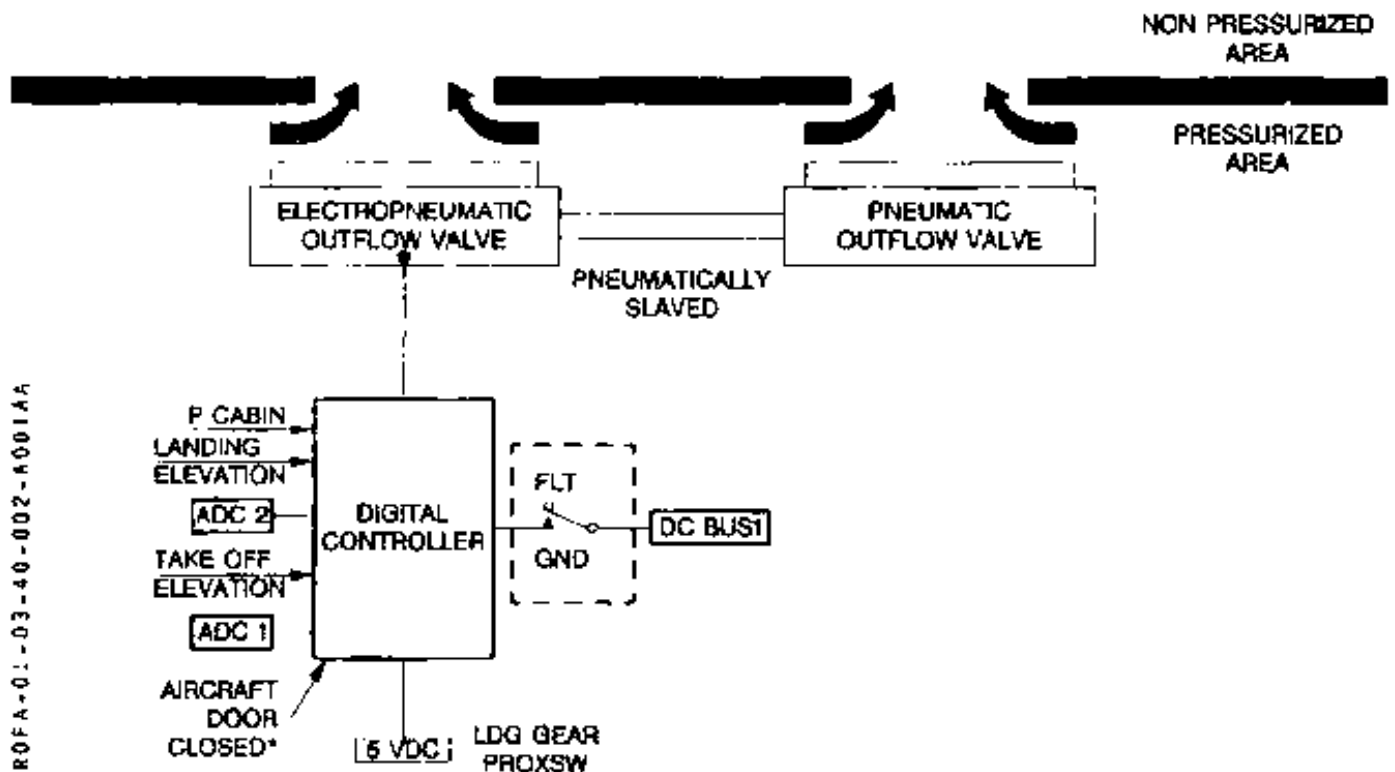 NON PRESSURIZED
AREA
PRESSURIZED
AREA
ELECTROPNEUMATIC
OUTFLOW VALVE
PNEUMATIC
OUTFLOW VALVE
PNEUMATICALLY
SLAVED
P CABIN
LANDING
ELEVATION
ADC 2
TAKE OFF
ELEVATION
ADC 1
AIRCRAFT
DOOR
CLOSED*
DIGITAL
CONTROLLER
FLT
GND
DC BUS1
5 VDC
LDG GEAR
PROXSW